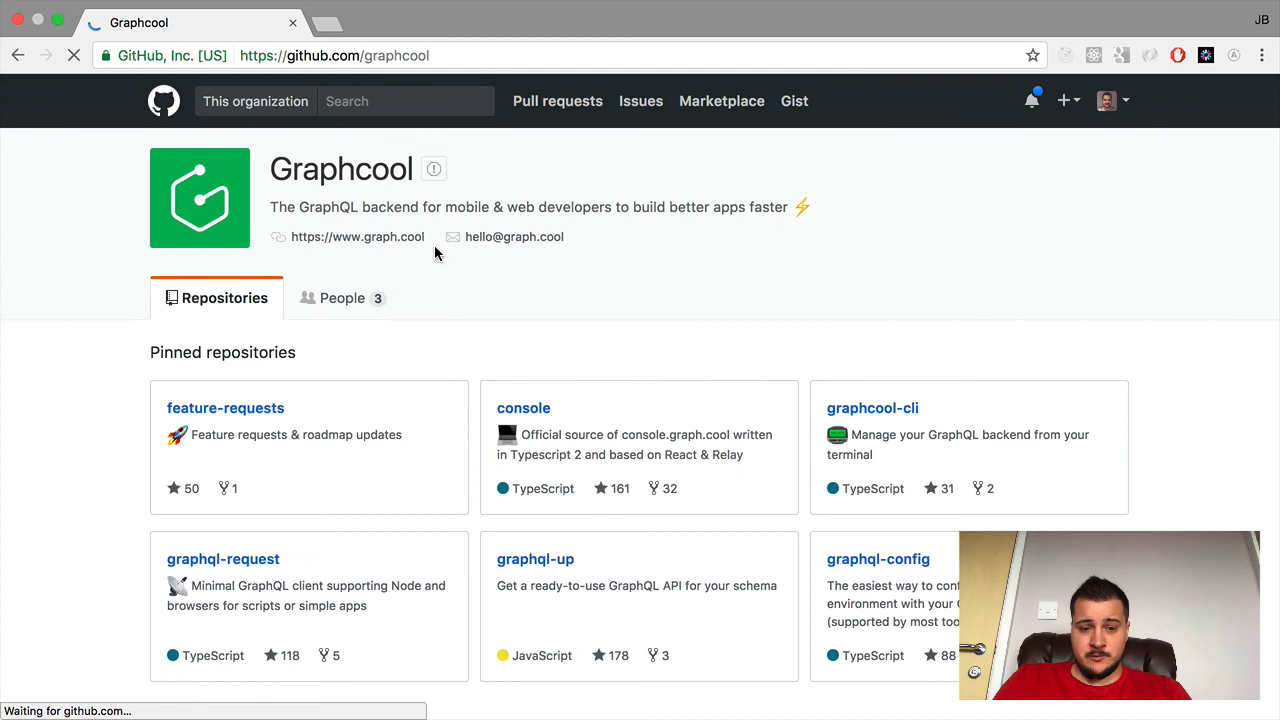 Graphcool
JB
GitHub, Inc. [US] https://github.com/graphcool
This organization Search Pull requests Issues Marketplace Gist
Graphcool
The GraphQL backend for mobile & web developers to build better apps faster ⚡
https://www.graph.cool hello@graph.cool
Repositories People 3
Pinned repositories
feature-requests
Feature requests & roadmap updates
50 1
console
Official source of console.graph.cool written
in Typescript 2 and based on React & Relay
TypeScript 161 32
graphcool-cli
Manage your GraphQL backend from your
terminal
TypeScript 31 2
graphql-request
Minimal GraphQL client supporting Node and
browsers for scripts or simple apps
TypeScript 118 5
graphql-up
Get a ready-to-use GraphQL API for your schema
JavaScript 178 3
graphql-config
The easiest way to
environment with your
(supported by most
TypeScript 88
Waiting for github.com...